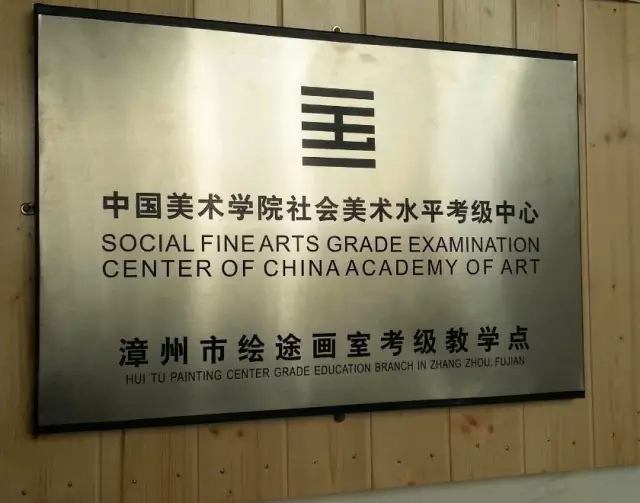 中国美术学院社会美术水平考级中心
SOCIAL FINE ARTS GRADE EXAMINATION
CENTER OF CHINA ACADEMY OF ART
漳州市绘途画室考级教学点
HUI TU PAINTING CENTER GRADE EDUCATION BRANCH IN ZHANG ZHOU, FUJIAN